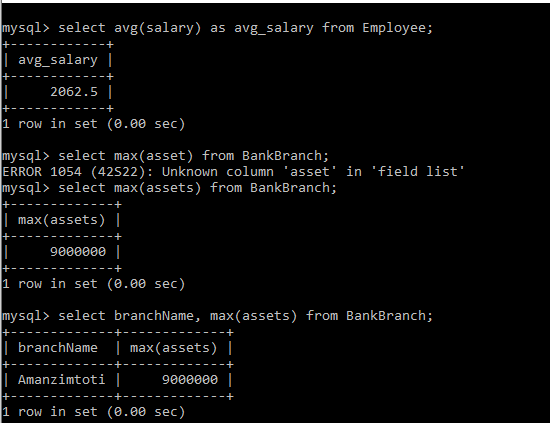 mysql> select avg(salary) as avg_salary from Employee;
+------------+
| avg_salary |
+------------+
|     2062.5 |
+------------+
1 row in set (0.00 sec)
mysql> select max(asset) from BankBranch;
ERROR 1054 (42S22): Unknown column 'asset' in 'field list'
mysql> select max(assets) from BankBranch;
+-------------+
| max(assets) |
+-------------+
|     9000000 |
+-------------+
1 row in set (0.00 sec)
mysql> select branchName, max(assets) from BankBranch;
+-------------+-------------+
| branchName  | max(assets) |
+-------------+-------------+
| Amanzimtoti |     9000000 |
+-------------+-------------+
1 row in set (0.00 sec)